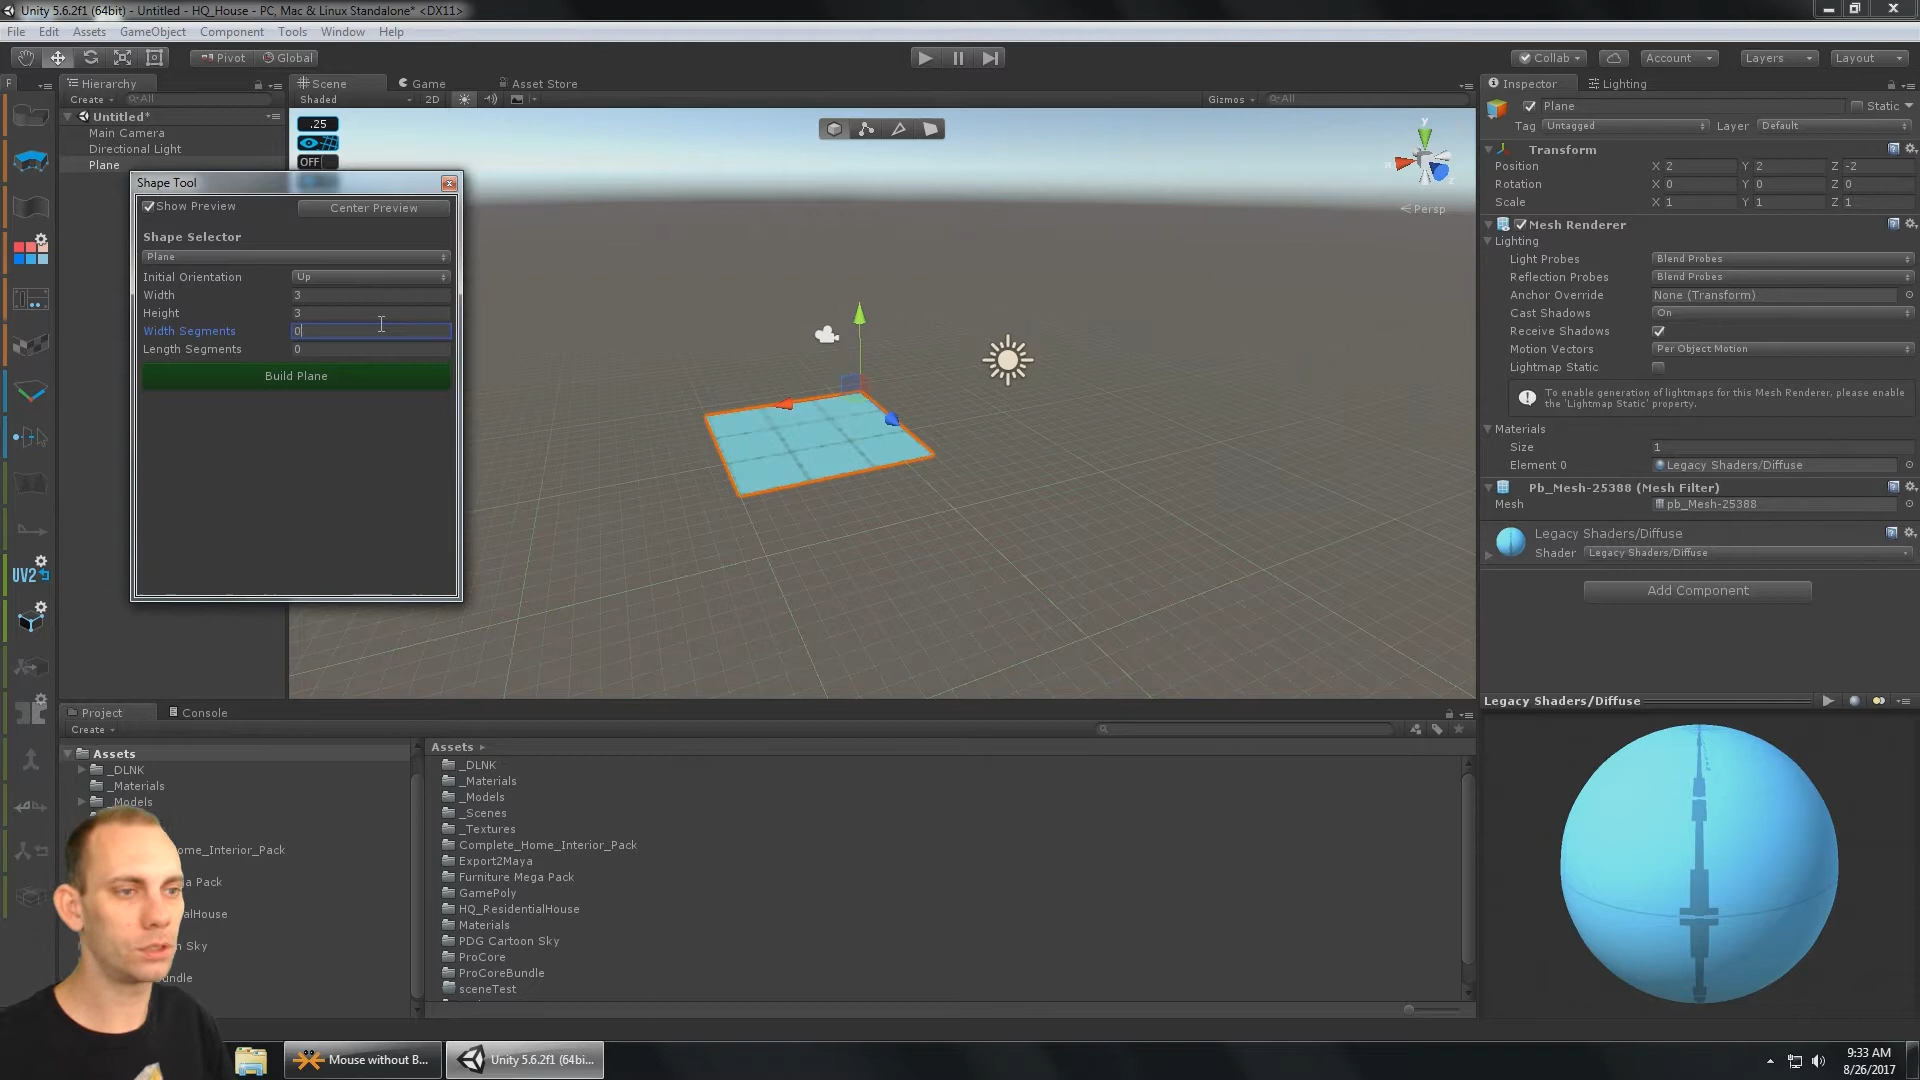 Unity 5.6.2f1 (64bit) - Untitled - HQ_House - PC, Mac & Linux Standalone* <DX11>
File Edit Assets GameObject Component Tools Window Help
Pivot Global
Collab Account Layers Layout
Hierarchy
Create All
Untitled*
Main Camera
Directional Light
Plane
Scene Game Asset Store
Shaded 2D Gizmos All
.25
OFF
y
Persp
Shape Tool
Show Preview Center Preview
Shape Selector
Plane
Initial Orientation Up
Width 3
Height 3
Width Segments 0
Length Segments 0
Build Plane
UV2
Inspector Lighting
Plane Static
Tag Untagged Layer Default
Transform
Position X 2 Y 2 Z -2
Rotation X 0 Y 0 Z 0
Scale X 1 Y 1 Z 1
Mesh Renderer
Lighting
Light Probes Blend Probes
Reflection Probes Blend Probes
Anchor Override None (Transform)
Cast Shadows On
Receive Shadows
Motion Vectors Per Object Motion
Lightmap Static
To enable generation of lightmaps for this Mesh Renderer, please enable
the 'Lightmap Static' property.
Materials
Size 1
Element 0 Legacy Shaders/Diffuse
Pb_Mesh-25388 (Mesh Filter)
Mesh pb_Mesh-25388
Legacy Shaders/Diffuse
Shader Legacy Shaders/Diffuse
Add Component
Legacy Shaders/Diffuse
Project Console
Create
Assets
_DLNK
_Materials
_Models
ome_Interior_Pack
ga Pack
alHouse
n Sky
ndle
Assets
_DLNK
_Materials
_Models
_Scenes
_Textures
Complete_Home_Interior_Pack
Export2Maya
Furniture Mega Pack
GamePoly
HQ_ResidentialHouse
Materials
PDG Cartoon Sky
ProCore
ProCoreBundle
sceneTest
Mouse without B...
Unity 5.6.2f1 (64bi...
9:33 AM
8/26/2017